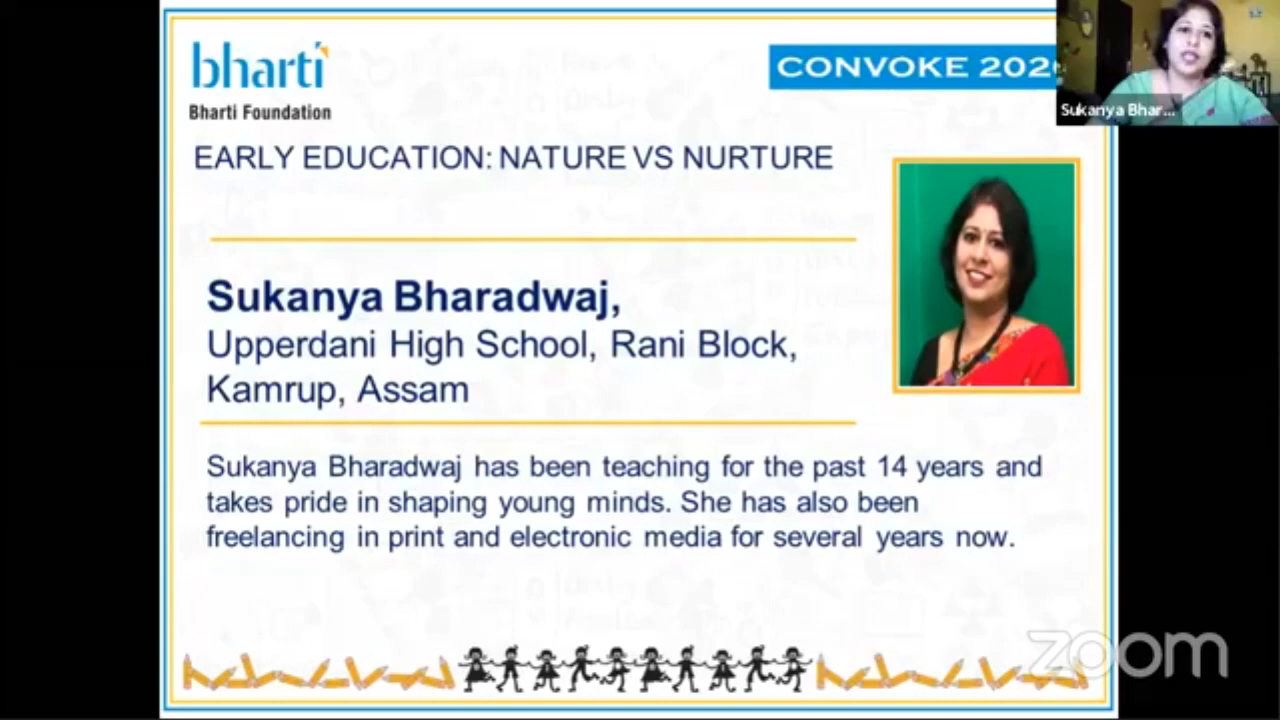 bharti
Bharti Foundation
CONVOKE 202
Sukanya Bhar...
EARLY EDUCATION: NATURE VS NURTURE
Sukanya Bharadwaj,
Upperdani High School, Rani Block,
Kamrup, Assam
Sukanya Bharadwaj has been teaching for the past 14 years and
takes pride in shaping young minds. She has also been
freelancing in print and electronic media for several years now.
zoom